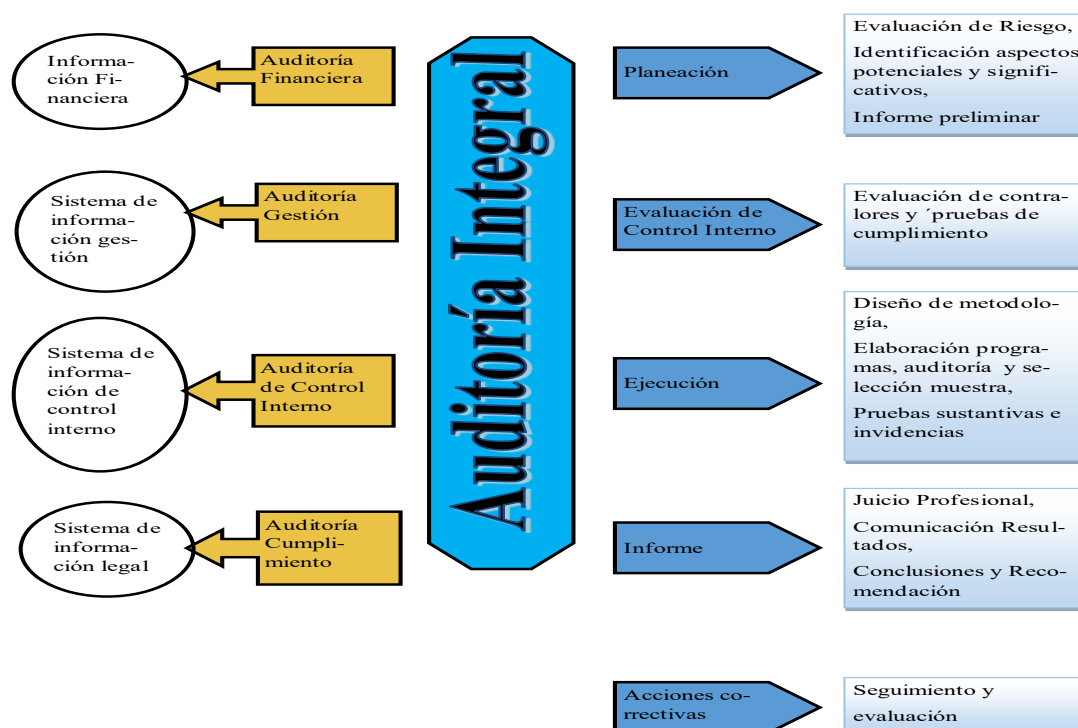 Informa-
ción Fi-
nanciera
Auditoría
Financiera
Sistema de
informa-
ción ges-
tión
Auditoría
Gestión
Sistema de
informa-
ción de
control
interno
Auditoría
de Control
Interno
Sistema de
informa-
ción legal
Auditoría
Cumpli-
miento
Auditoría Integral
Planeación
Evaluación de Riesgo,
Identificación aspectos
potenciales y signifi-
cativos,
Informe preliminar
Evaluación de
Control Interno
Evaluación de contra-
lores y ´pruebas de
cumplimiento
Ejecución
Diseño de metodolo-
gía,
Elaboración progra-
mas, auditoría y se-
lección muestra,
Pruebas sustantivas e
invidencias
Informe
Juicio Profesional,
Comunicación Resul-
tados,
Conclusiones y Reco-
mendación
Acciones co-
rrectivas
Seguimiento y
evaluación